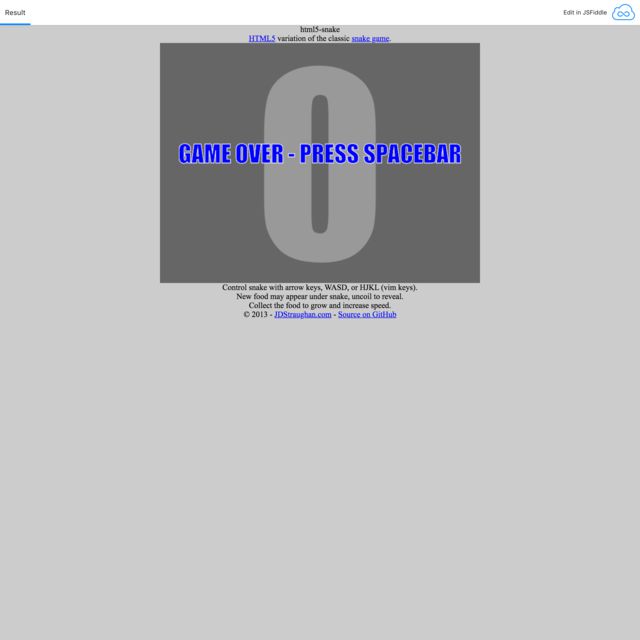 Result
Edit in JSFiddle
html5-snake
HTML5 variation of the classic snake game.
0
GAME OVER - PRESS SPACEBAR
Control snake with arrow keys, WASD, or HJKL (vim keys).
New food may appear under snake, uncoil to reveal.
Collect the food to grow and increase speed.
© 2013 - JDStraughan.com - Source on GitHub